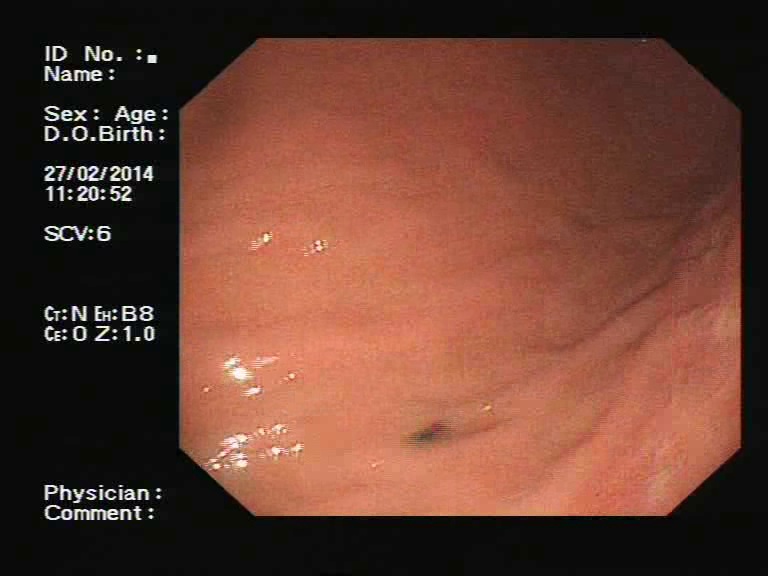 ID No. :
Name:
Sex: Age:
D.O.Birth:
27/02/2014
11:20:52
SCV:6
CT:N EH:B8
CE:0 Z:1.0
Physician:
Comment: